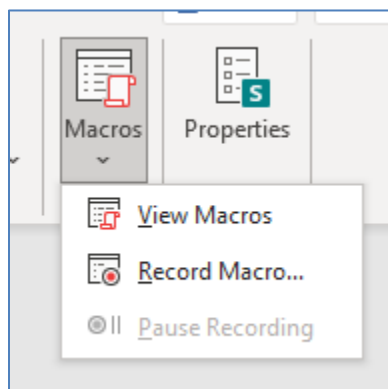 Macros
Properties
S
View Macros
Record Macro...
Pause Recording